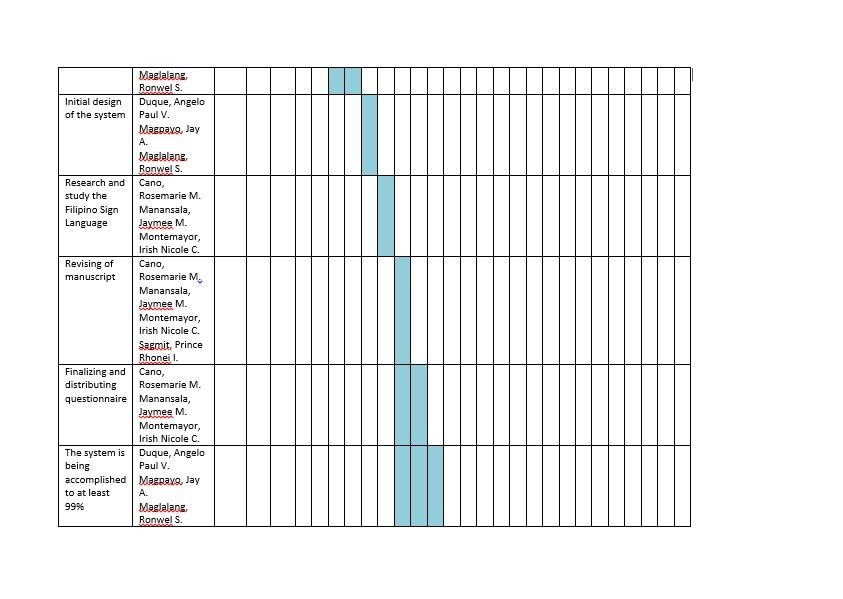 Maglalang,
Ronwel S.
Initial design
of the system
Duque, Angelo
Paul V.
Magpayo, Jay
A.
Maglalang,
Ronwel S.
Research and
study the
Filipino Sign
Language
Cano,
Rosemarie M.
Manansala,
Jaymee M.
Montemayor,
Irish Nicole C.
Revising of
manuscript
Cano,
Rosemarie M.
Manansala,
Jaymee M.
Montemayor,
Irish Nicole C.
Sagmit, Prince
Rhonei I.
Finalizing and
distributing
questionnaire
Cano,
Rosemarie M.
Manansala,
Jaymee M.
Montemayor,
Irish Nicole C.
The system is
being
accomplished
to at least
99%
Duque, Angelo
Paul V.
Magpayo, Jay
A.
Maglalang,
Ronwel S.